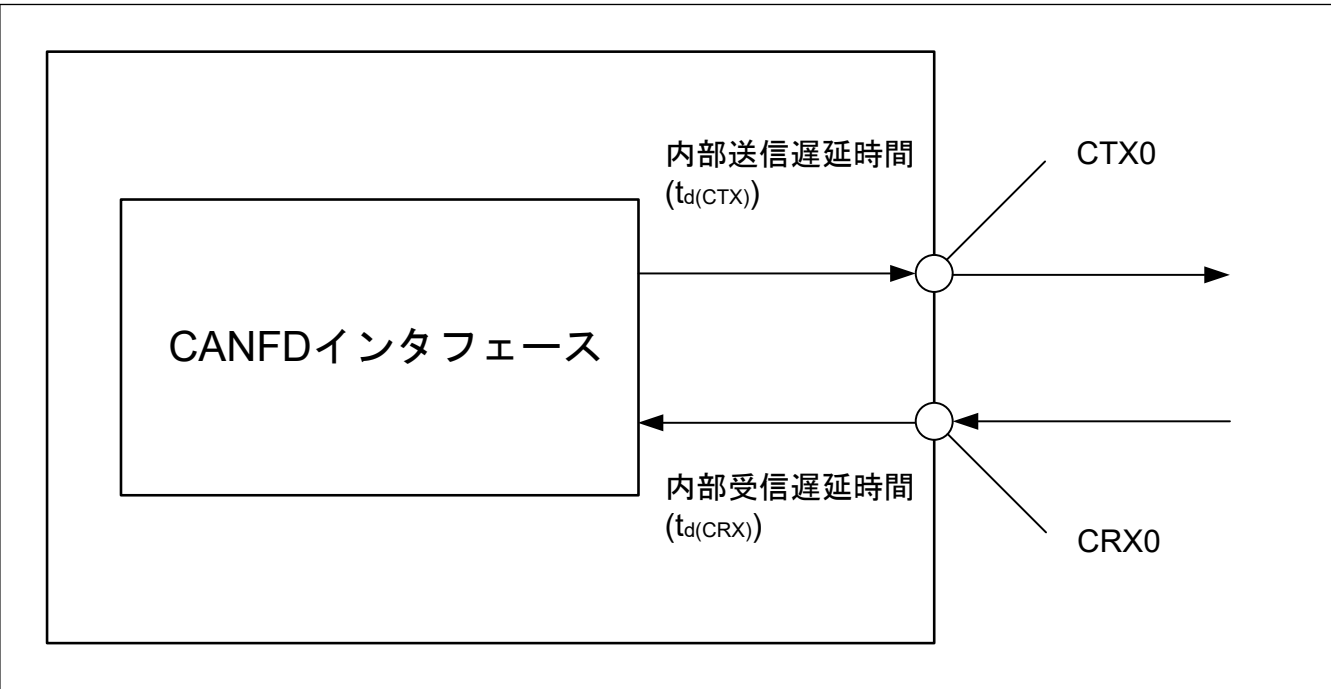 内部送信遅延時間
(td(CTX))
CTX0
CANFDインタフェース
内部受信遅延時間
(td(CRX))
CRX0